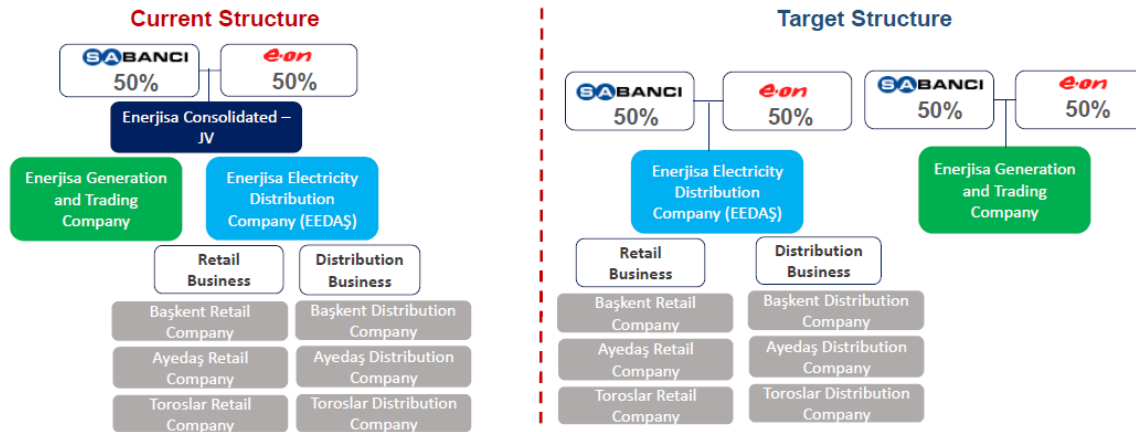 Current Structure
SABANCI
50%
e·on
50%
Enerjisa Consolidated –
JV
Enerjisa Generation
and Trading
Company
Enerjisa Electricity
Distribution
Company (EEDAŞ)
Retail
Business
Distribution
Business
Başkent Retail
Company
Başkent Distribution
Company
Ayedaş Retail
Company
Ayedaş Distribution
Company
Toroslar Retail
Company
Toroslar Distribution
Company
Target Structure
SABANCI
50%
e·on
50%
SABANCI
50%
e·on
50%
Enerjisa Electricity
Distribution
Company (EEDAŞ)
Enerjisa Generation
and Trading
Company
Retail
Business
Distribution
Business
Başkent Retail
Company
Başkent Distribution
Company
Ayedaş Retail
Company
Ayedaş Distribution
Company
Toroslar Retail
Company
Toroslar Distribution
Company